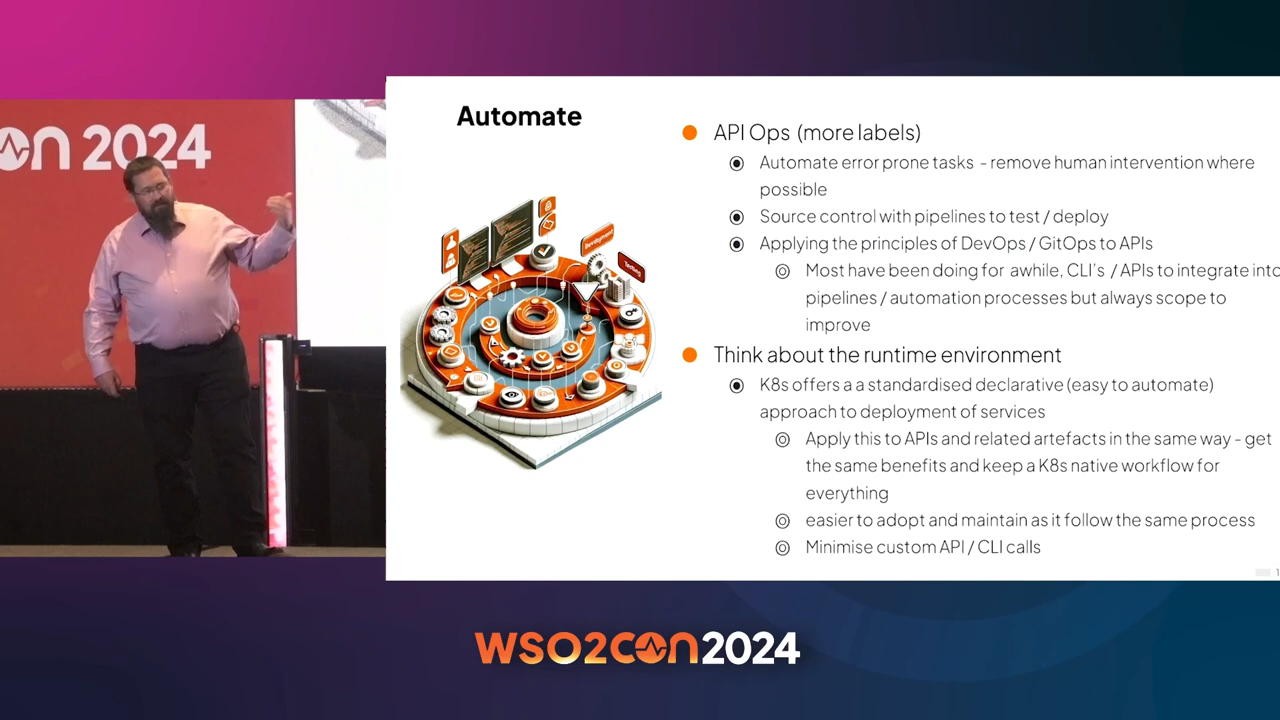 CON 2024
Automate
API Ops (more labels)
Automate error prone tasks - remove human intervention where
possible
Source control with pipelines to test / deploy
Applying the principles of DevOps / GitOps to APIs
Most have been doing for awhile, CLI's / APIs to integrate into
pipelines / automation processes but always scope to
improve
Think about the runtime environment
K8s offers a a standardised declarative (easy to automate)
approach to deployment of services
Apply this to APIs and related artefacts in the same way - get
the same benefits and keep a K8s native workflow for
everything
easier to adopt and maintain as it follow the same process
Minimise custom API / CLI calls
Development
Testing
1
WSO2CON2024